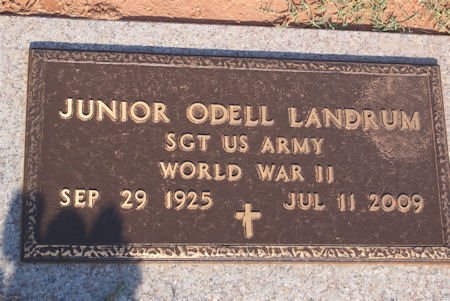 JUNIOR ODELL LANDRUM
SGT US ARMY
WORLD WAR II
SEP 29 1925 JUL 11 2009